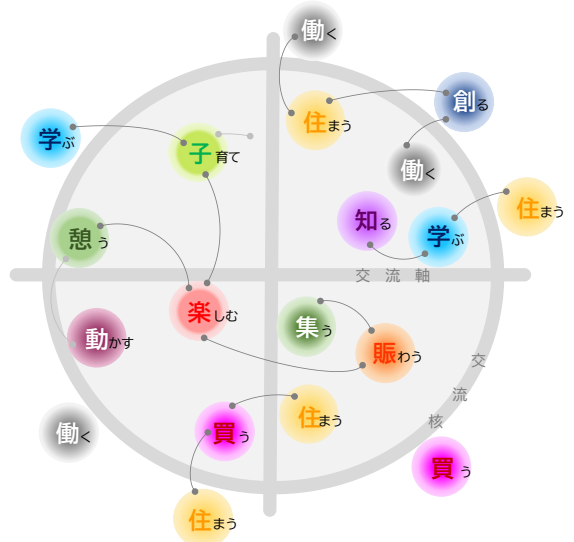 働く
住まう
創る
学ぶ
子育て
働く
知る
住まう
憩う
学ぶ
交流軸
楽しむ
集う
動かす
賑わう
交流核
住まう
働く
買う
買う
住まう